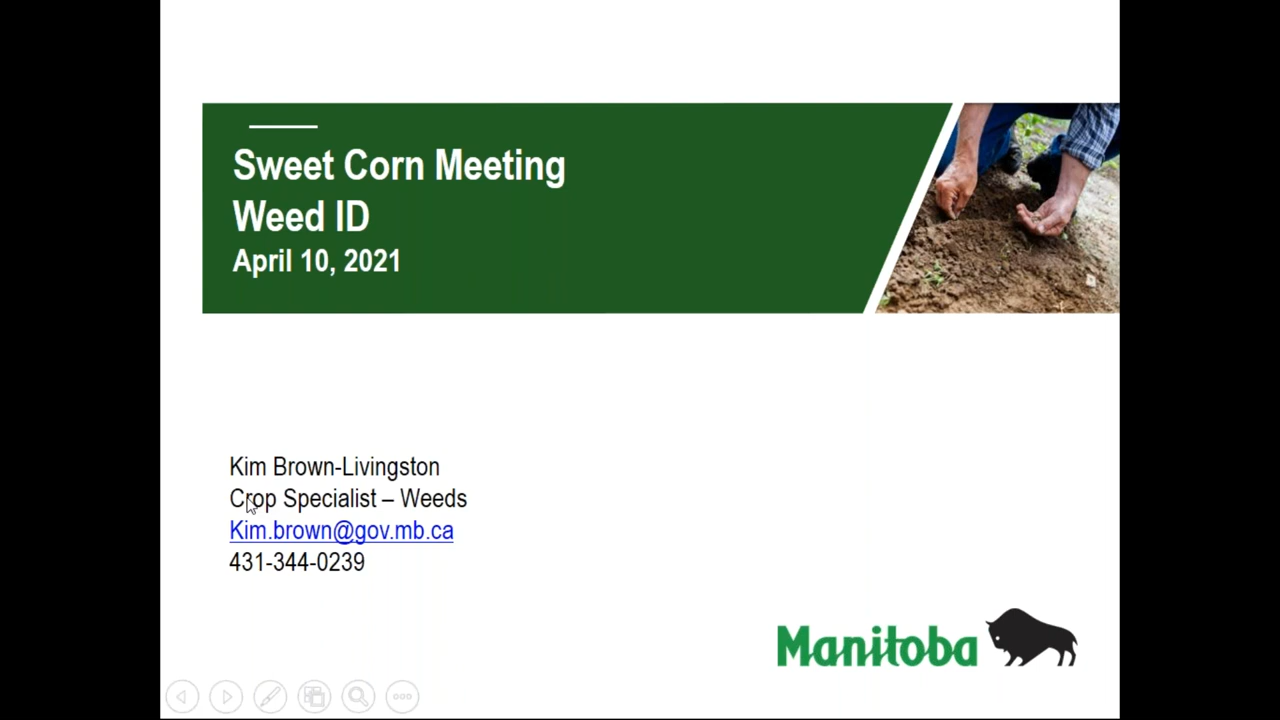 Sweet Corn Meeting
Weed ID
April 10, 2021
Kim Brown-Livingston
Crop Specialist – Weeds
Kim.brown@gov.mb.ca
431-344-0239
Manitoba